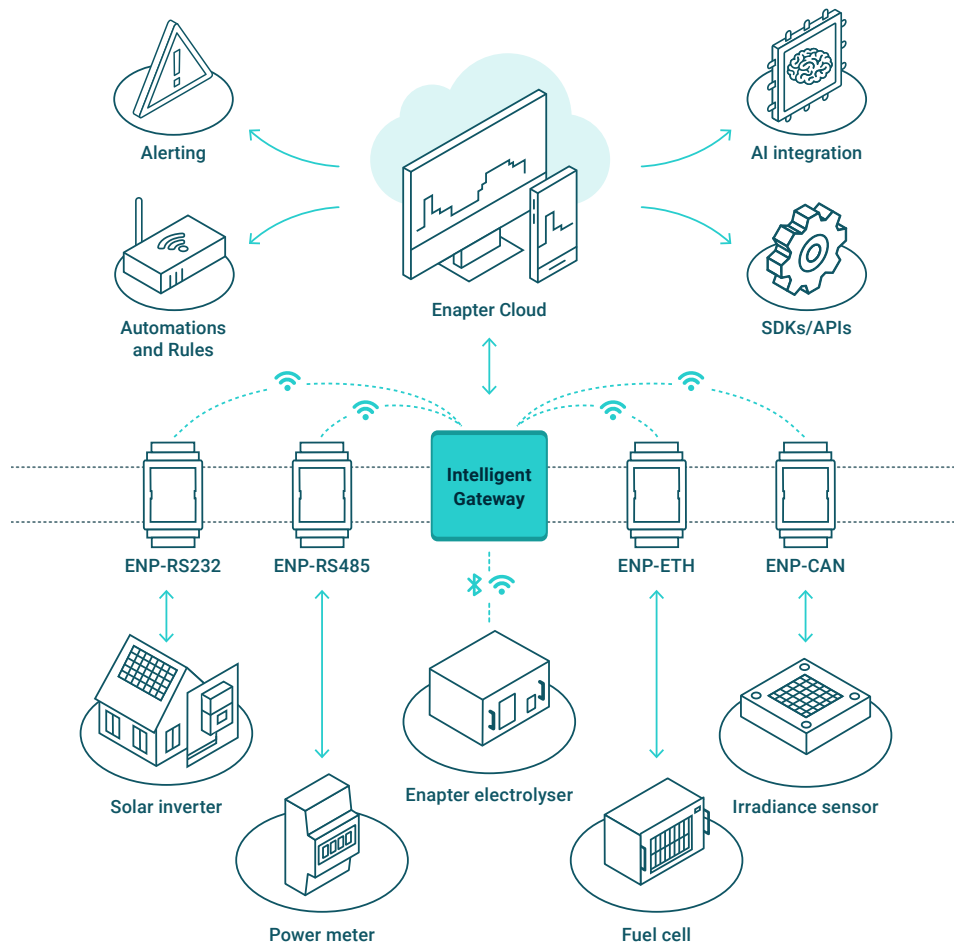 Alerting
AI integration
Automations
and Rules
Enapter Cloud
SDKs/APIs
Intelligent
Gateway
ENP-RS232
ENP-RS485
ENP-ETH
ENP-CAN
Solar inverter
Enapter electrolyser
Irradiance sensor
Power meter
Fuel cell